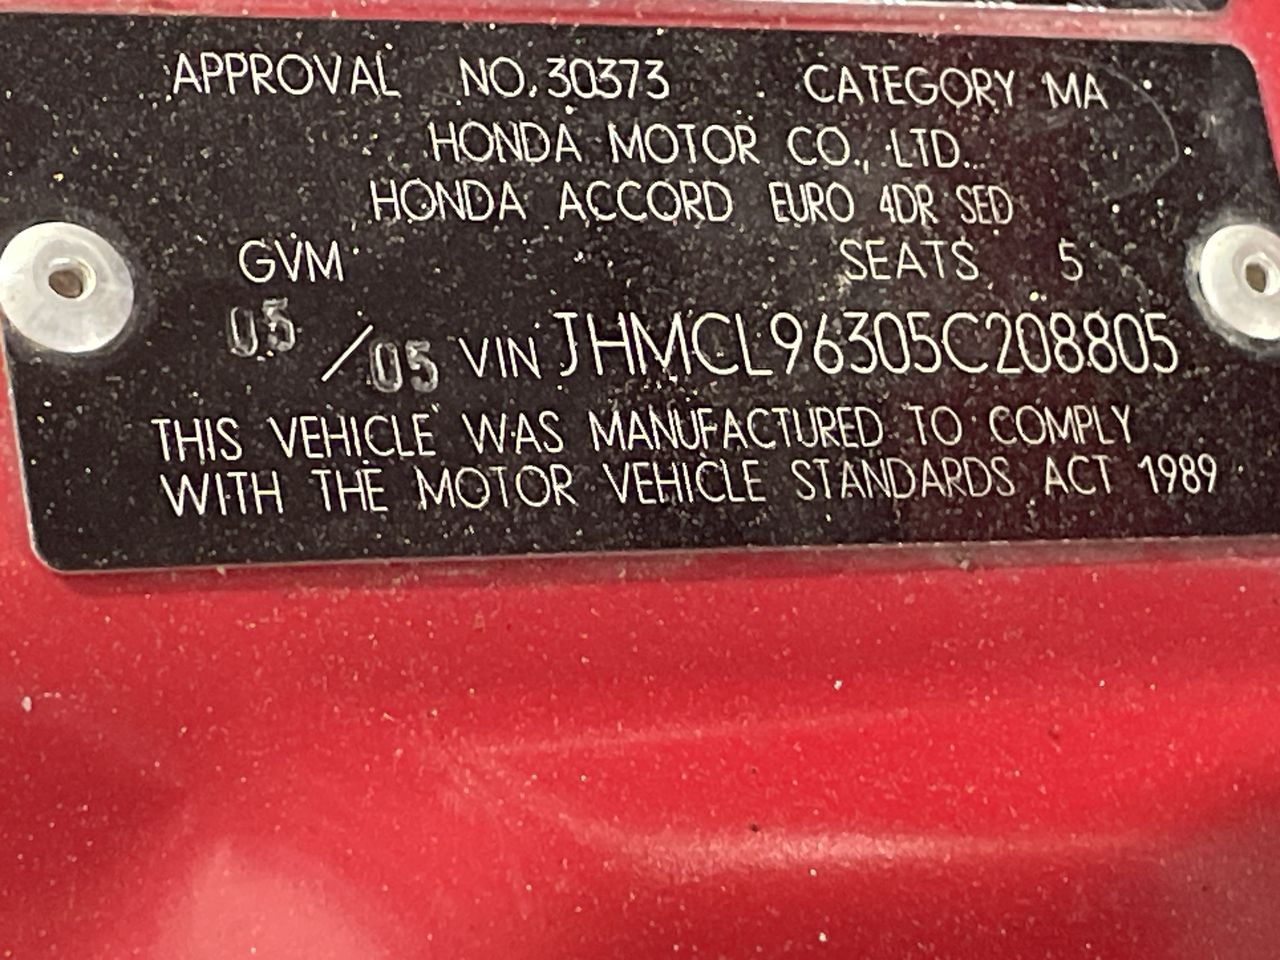 APPROVAL NO. 30373 CATEGORY MA
HONDA MOTOR CO., LTD.
HONDA ACCORD EURO 4DR SED
GVM SEATS 5
05/05 VIN JHMCL96305C208805
THIS VEHICLE WAS MANUFACTURED TO COMPLY
WITH THE MOTOR VEHICLE STANDARDS ACT 1989